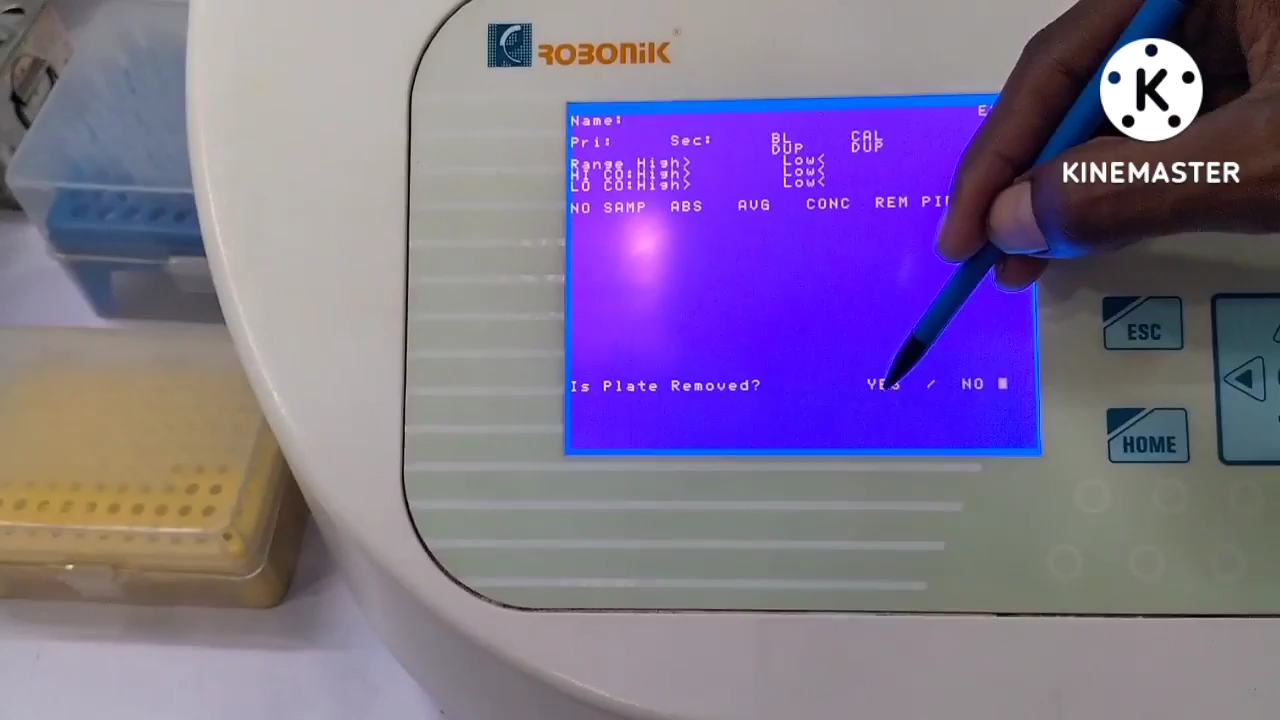 ROBONIK®
Name:
Pri: Sec: BL DUP CAL DUP
Range High> Low<
HI CO:High> Low<
LO CO:High> Low<
NO SAMP ABS AVG CONC REM
Is Plate Removed? YES / NO
ESC
HOME
K
KINEMASTER